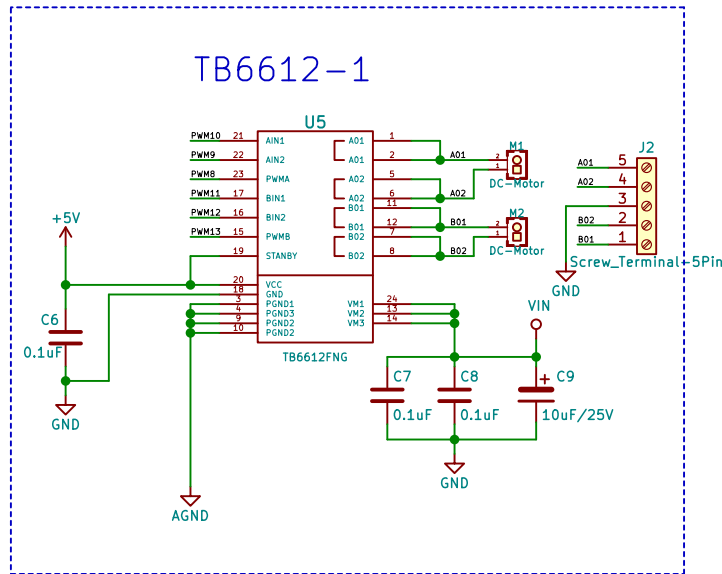 TB6612-1
U5
PWM10 21 AIN1 A01 1
PWM9 22 AIN2 A01 2 A01
PWM8 23 PWMA A02 5
PWM11 17 BIN1 A02 6 A02
B01 11
PWM12 16 BIN2 B01 12 B01
PWM13 15 PWMB B02 7
19 STANBY B02 8 B02
20 VCC
18 GND
3 PGND1 VM1 24
4 PGND3 VM2 13
9 PGND2 VM3 14
10 PGND2
TB6612FNG
M1
2
1
DC-Motor
M2
2
1
DC-Motor
J2
A01 5
A02 4
3
B02 2
B01 1
Screw_Terminal-5Pin
GND
+5V
C6
0.1uF
GND
AGND
VIN
C7
0.1uF
C8
0.1uF
C9
+
10uF/25V
GND